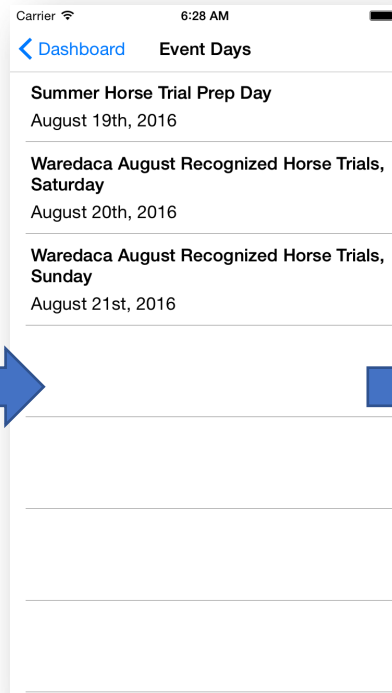 Carrier 6:28 AM
Dashboard Event Days
Summer Horse Trial Prep Day
August 19th, 2016
Waredaca August Recognized Horse Trials,
Saturday
August 20th, 2016
Waredaca August Recognized Horse Trials,
Sunday
August 21st, 2016